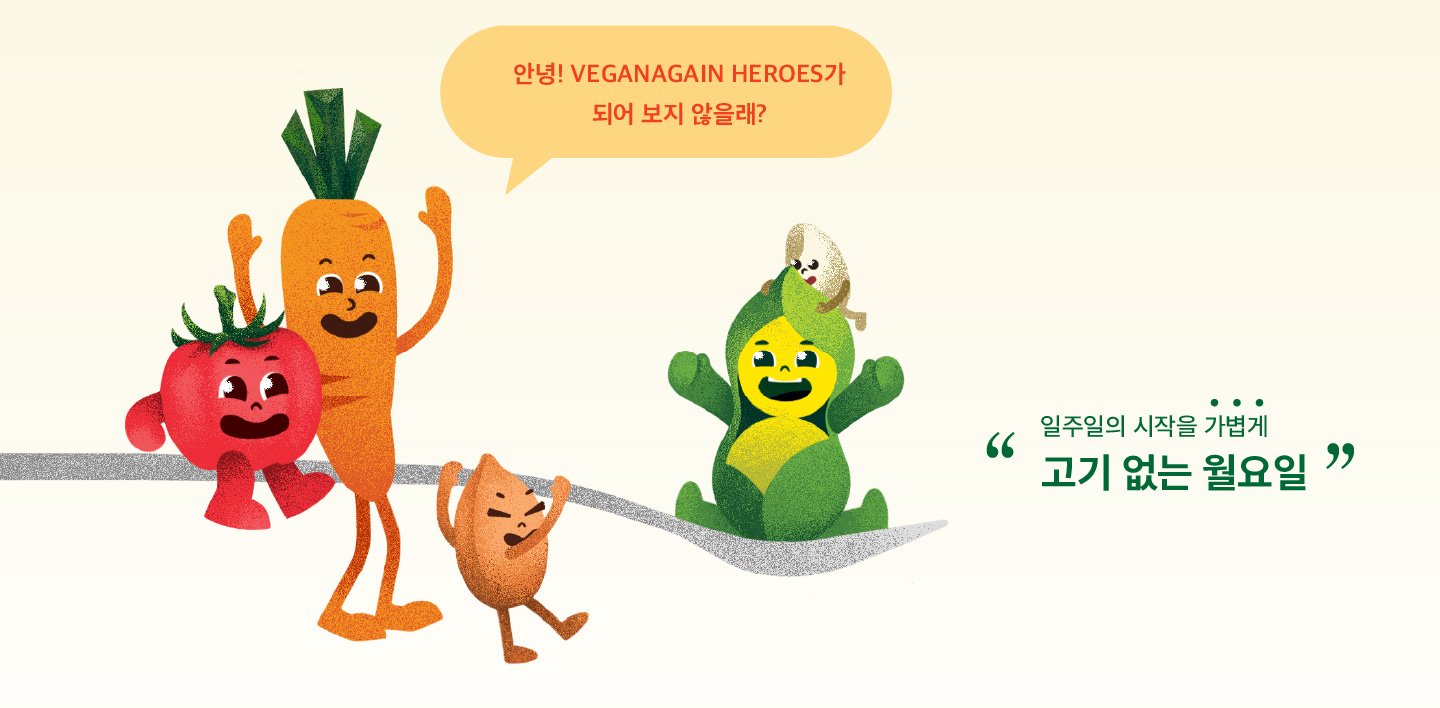 안녕! VEGANAGAIN HEROES가
되어 보지 않을래?
일주일의 시작을 가볍게
“ 고기 없는 월요일 ”